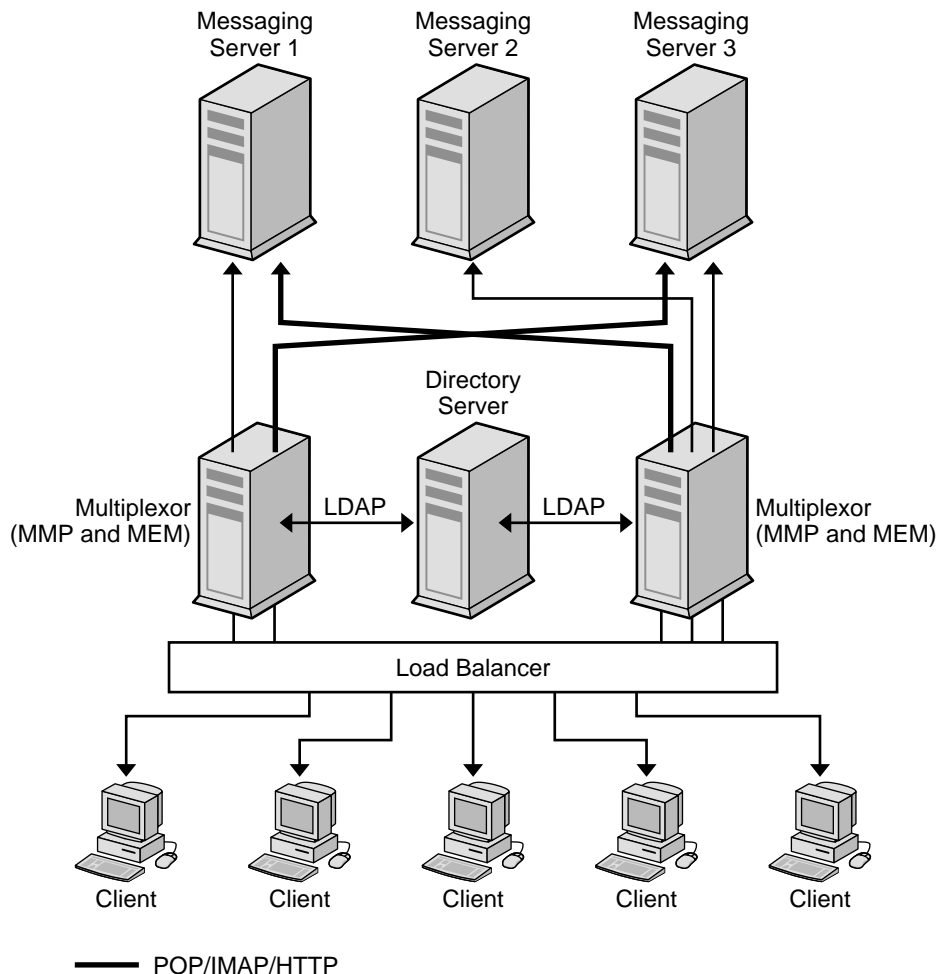 Messaging
Server 1
Messaging
Server 2
Messaging
Server 3
Directory
Server
Multiplexor
(MMP and MEM)
LDAP
LDAP
Multiplexor
(MMP and MEM)
Load Balancer
Client
Client
Client
Client
Client
POP/IMAP/HTTP